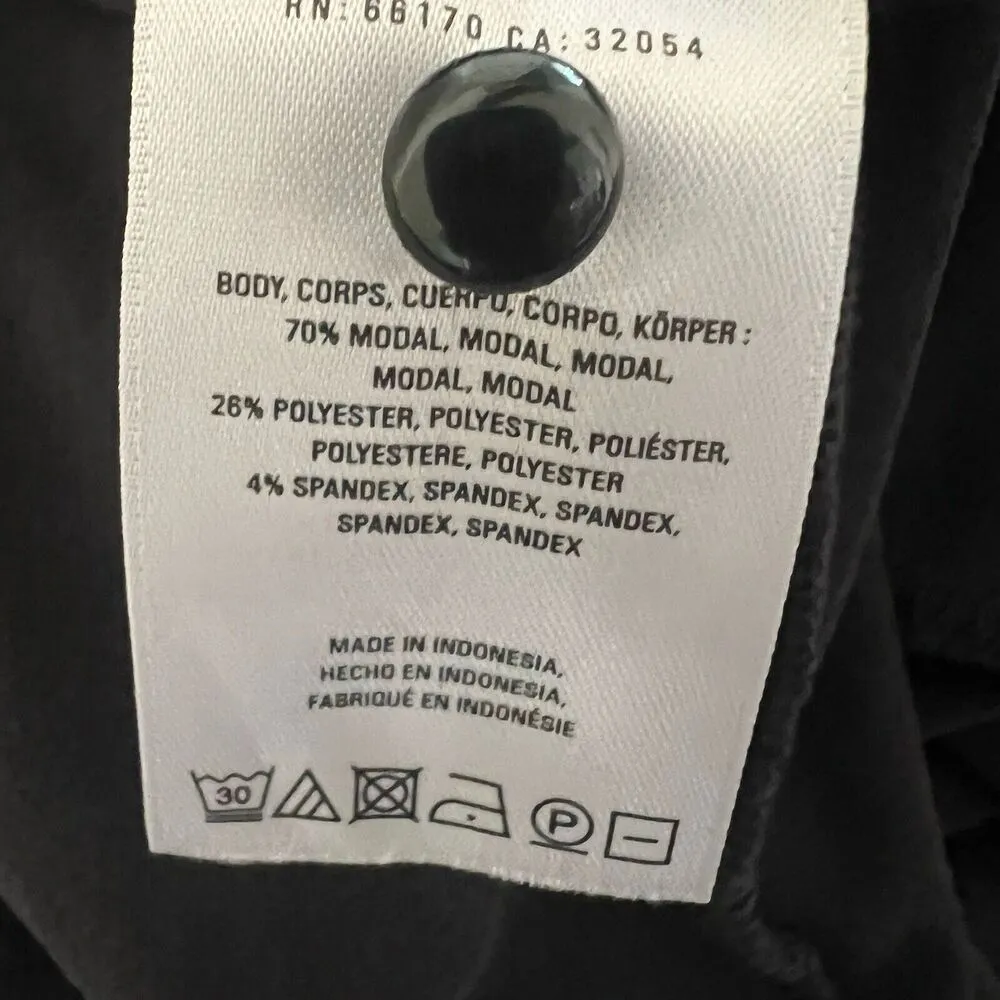 RN: 66170 CA: 32054
BODY, CORPS, CUERPO, CORPO, KÖRPER :
70% MODAL, MODAL, MODAL,
MODAL, MODAL
26% POLYESTER, POLYESTER, POLIÉSTER,
POLYESTERE, POLYESTER
4% SPANDEX, SPANDEX, SPANDEX,
SPANDEX, SPANDEX
MADE IN INDONESIA,
HECHO EN INDONESIA,
FABRIQUÉ EN INDONÉSIE
30
P